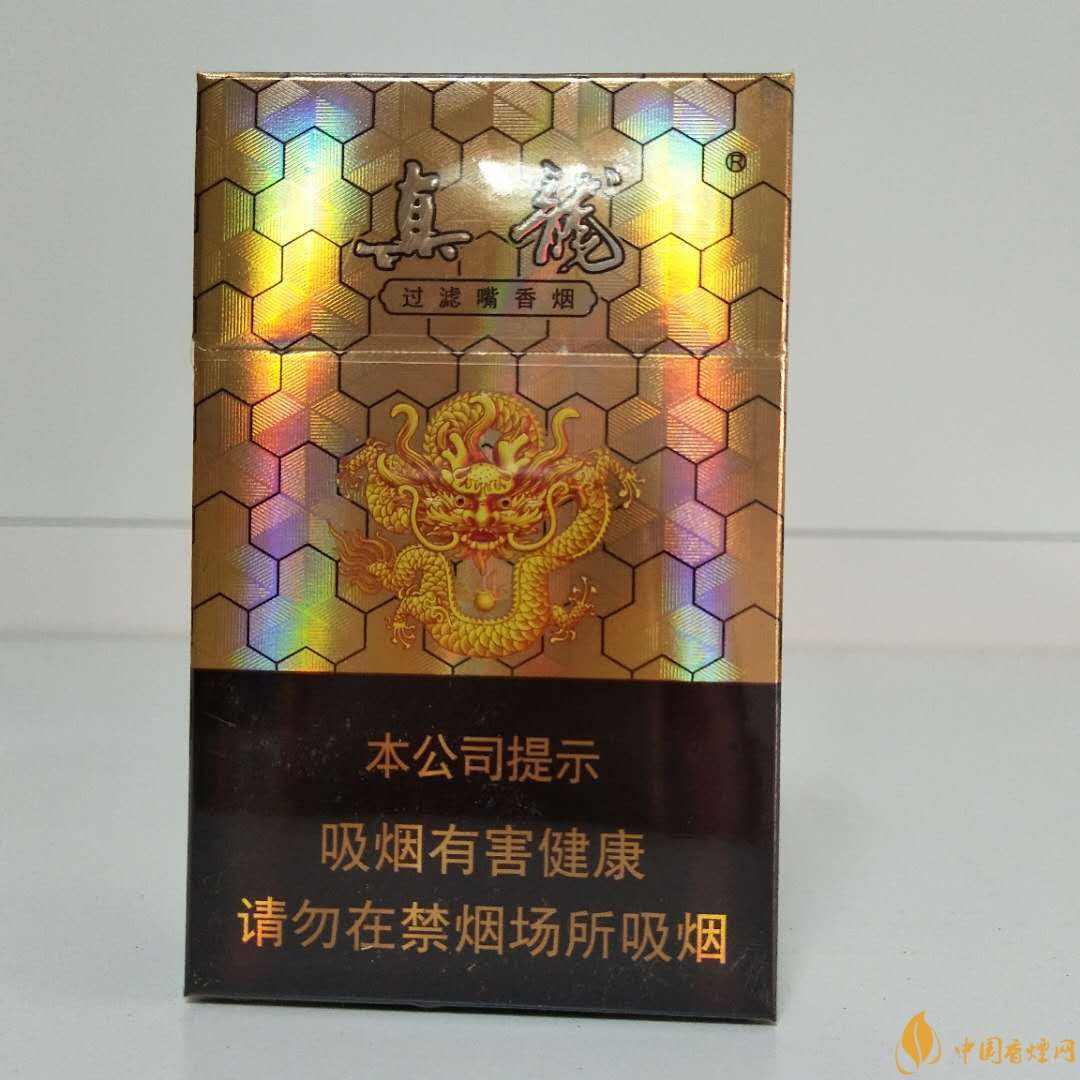 真龍
®
过滤嘴香烟
本公司提示
吸烟有害健康
请勿在禁烟场所吸烟
中国香煙网